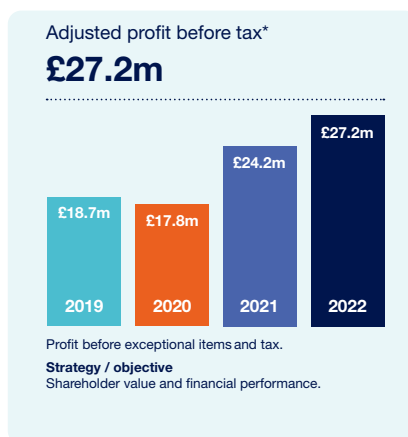 Adjusted profit before tax*
£27.2m
£27.2m
£24.2m
£18.7m
£17.8m
2019
2020
2021
2022
Profit before exceptional items and tax.
Strategy / objective
Shareholder value and financial performance.